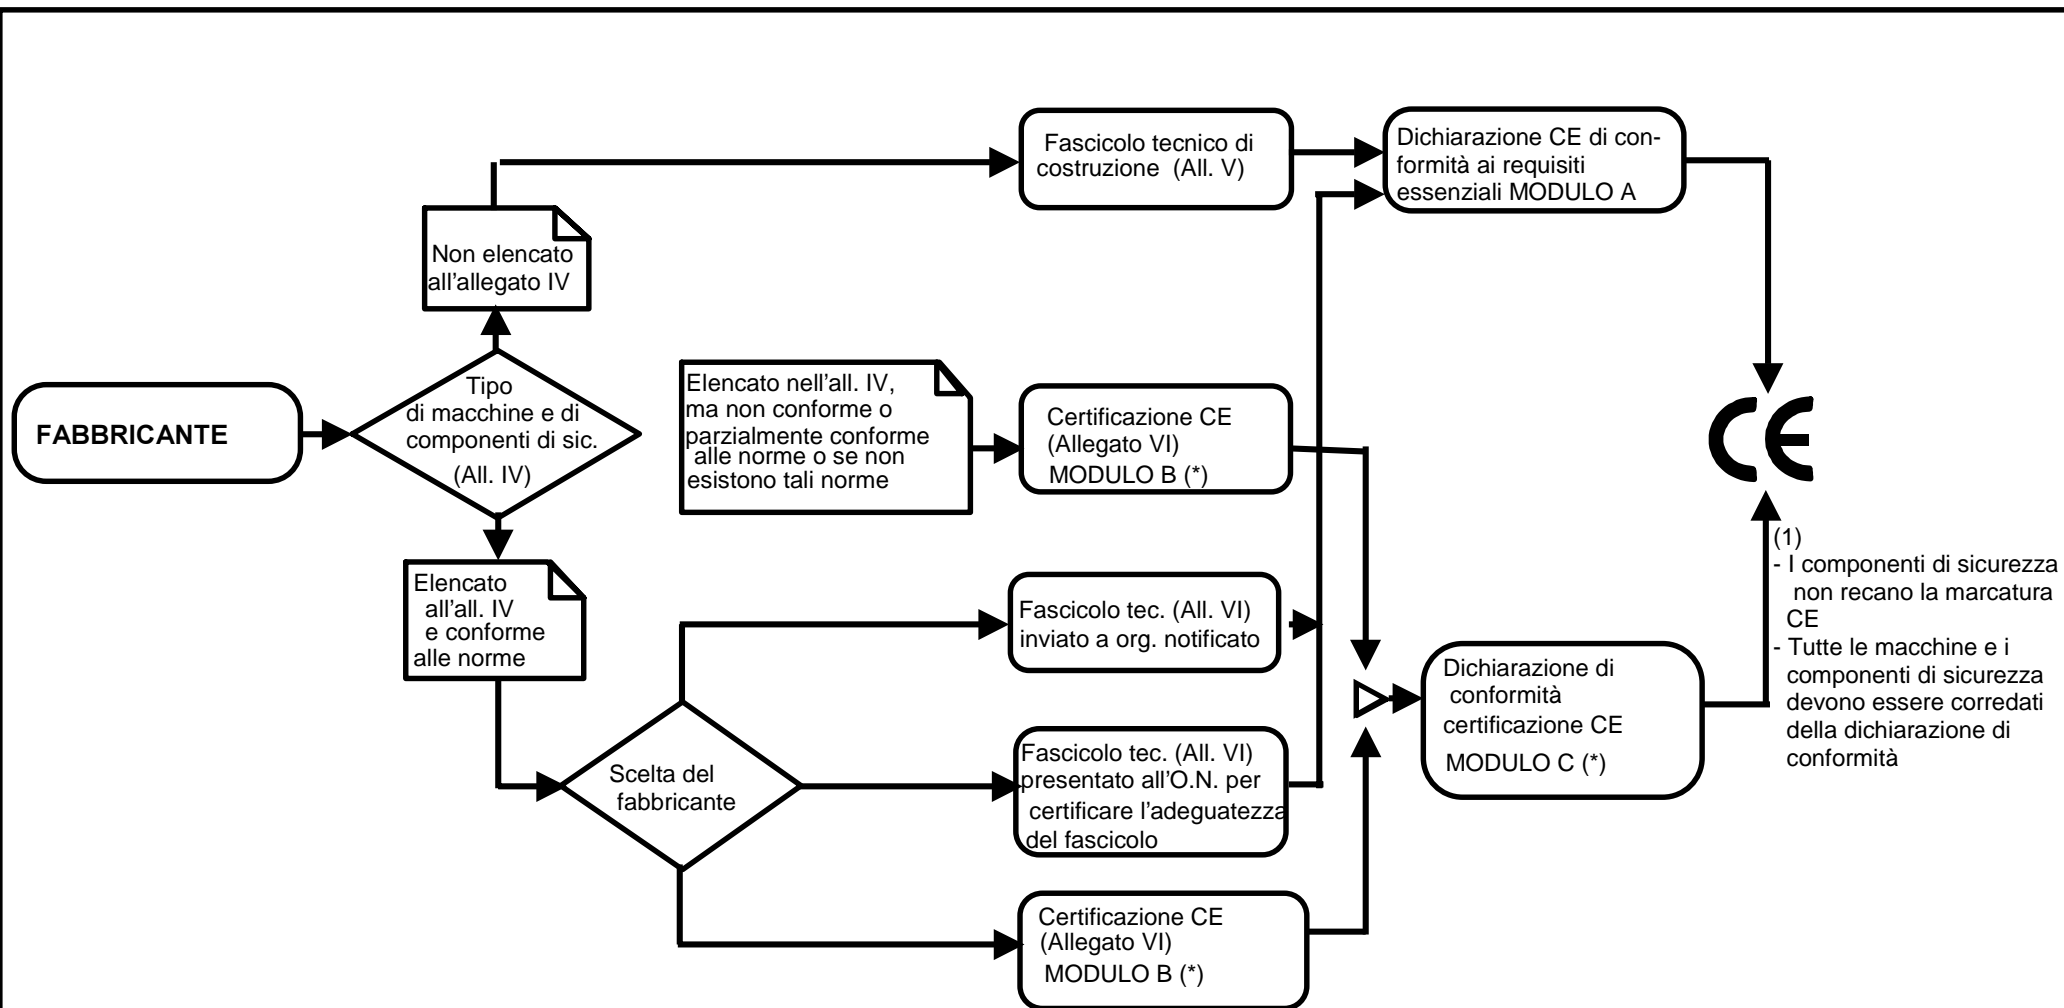 Fascicolo tecnico di
costruzione (All. V)
Dichiarazione CE di con-
formità ai requisiti
essenziali MODULO A
Non elencato
all'allegato IV
FABBRICANTE
Tipo
di macchine e di
componenti di sic.
(All. IV)
Elencato nell'all. IV,
ma non conforme o
parzialmente conforme
alle norme o se non
esistono tali norme
Certificazione CE
(Allegato VI)
MODULO B (*)
CE
Elencato
all'all. IV
e conforme
alle norme
Fascicolo tec. (All. VI)
inviato a org. notificato
(1)
- I componenti di sicurezza
non recano la marcatura
CE
- Tutte le macchine e i
componenti di sicurezza
devono essere corredati
della dichiarazione di
conformità
Dichiarazione di
conformità
certificazione CE
MODULO C (*)
Scelta del
fabbricante
Fascicolo tec. (All. VI)
presentato all'O.N. per
certificare l'adeguatezza
del fascicolo
Certificazione CE
(Allegato VI)
MODULO B (*)